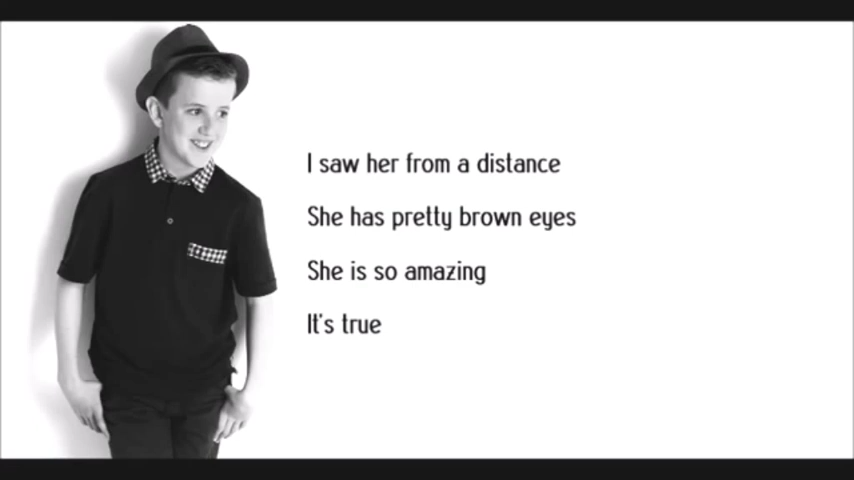 I saw her from a distance
She has pretty brown eyes
She is so amazing
It's true